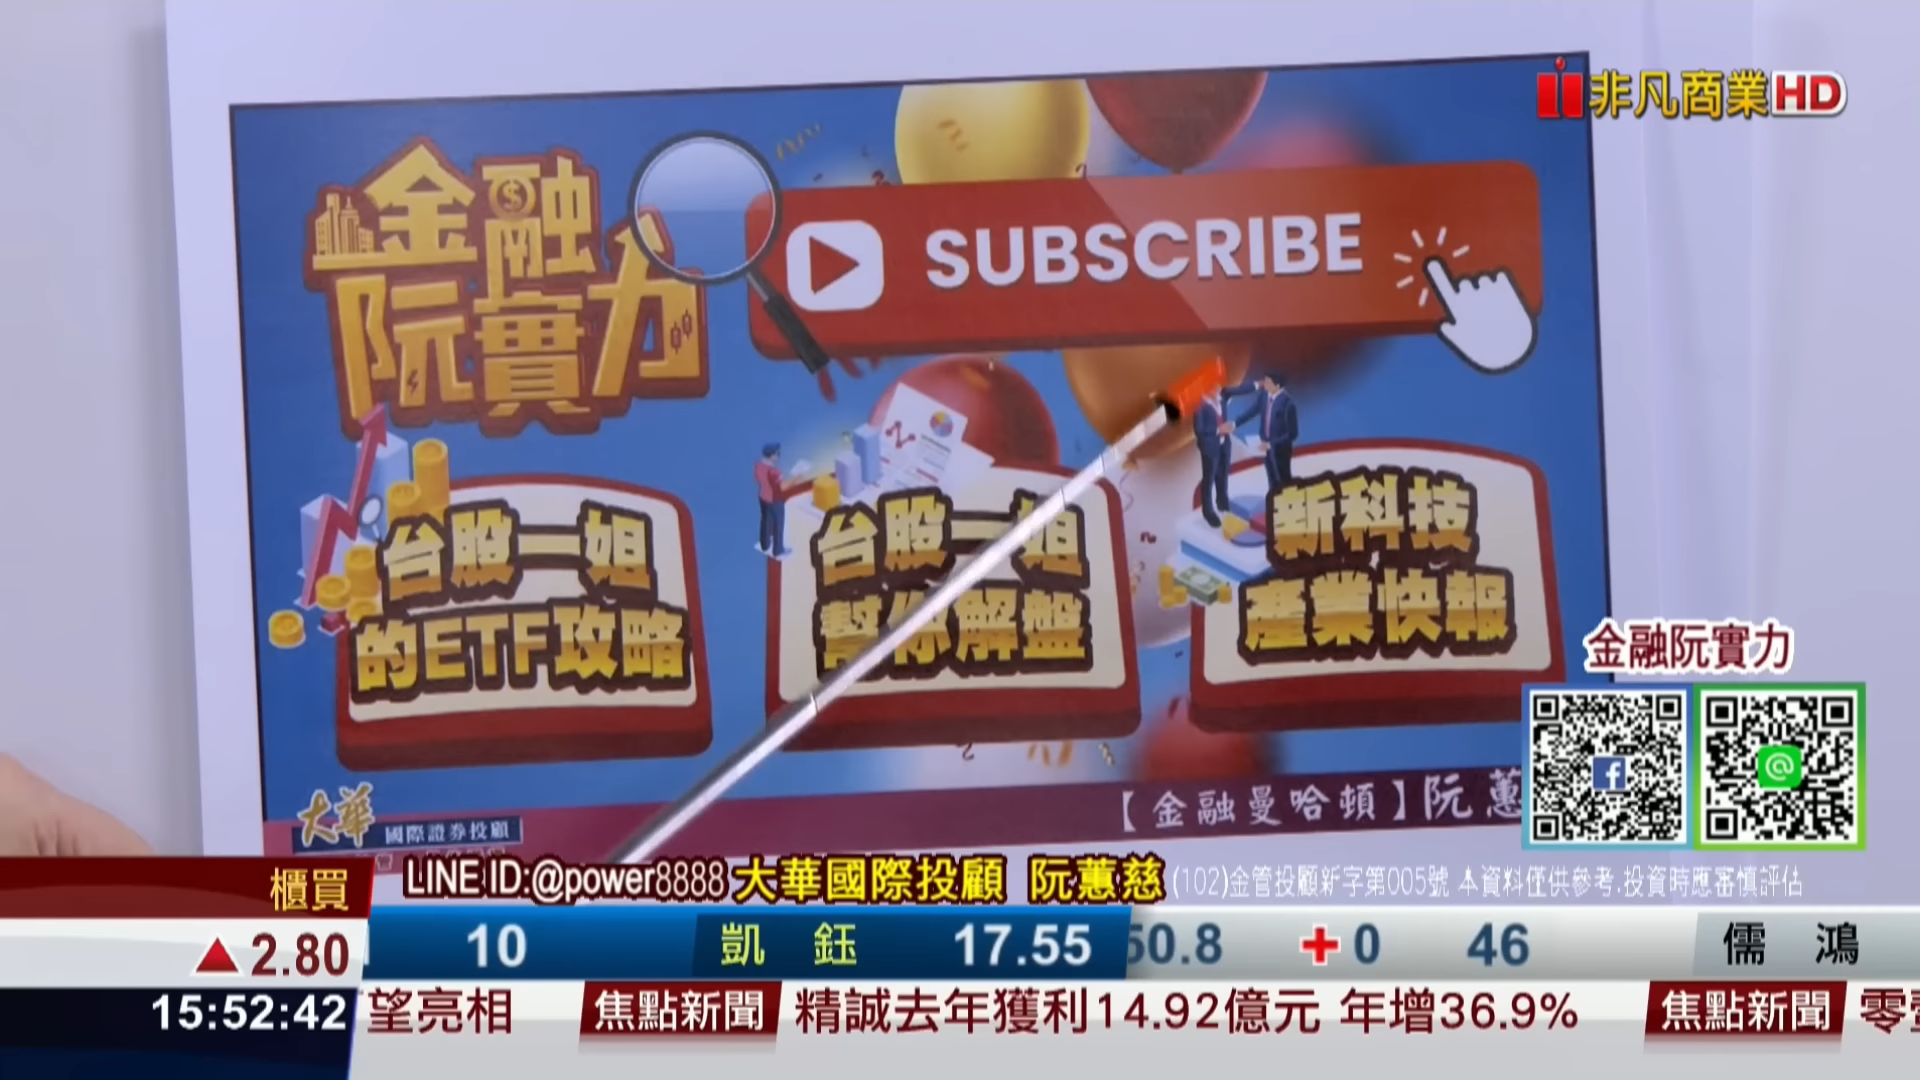 非凡商業HD
金融
阮實力
SUBSCRIBE
台股一姐
的ETF攻略
台股一姐
幫你解盤
新科技
產業快報
金融阮實力
大華 國際證券投顧
【金融曼哈頓】阮蕙
櫃買
LINE ID:@power8888 大華國際投顧 阮蕙慈 (102)金管投顧新字第005號 本資料僅供參考.投資時應審慎評估
▲2.80
10 凱鈺 17.55 50.8 +0 46 儒鴻
15:52:42
望亮相 焦點新聞 精誠去年獲利14.92億元 年增36.9% 焦點新聞 零